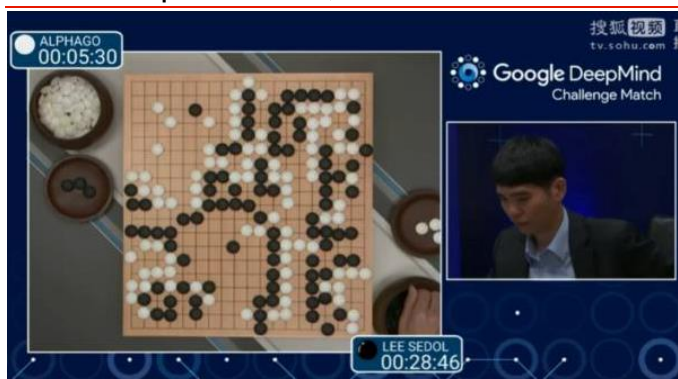 ALPHAGO
00:05:30
搜狐视频
tv.sohu.com
Google DeepMind
Challenge Match
LEE SEDOL
00:28:46